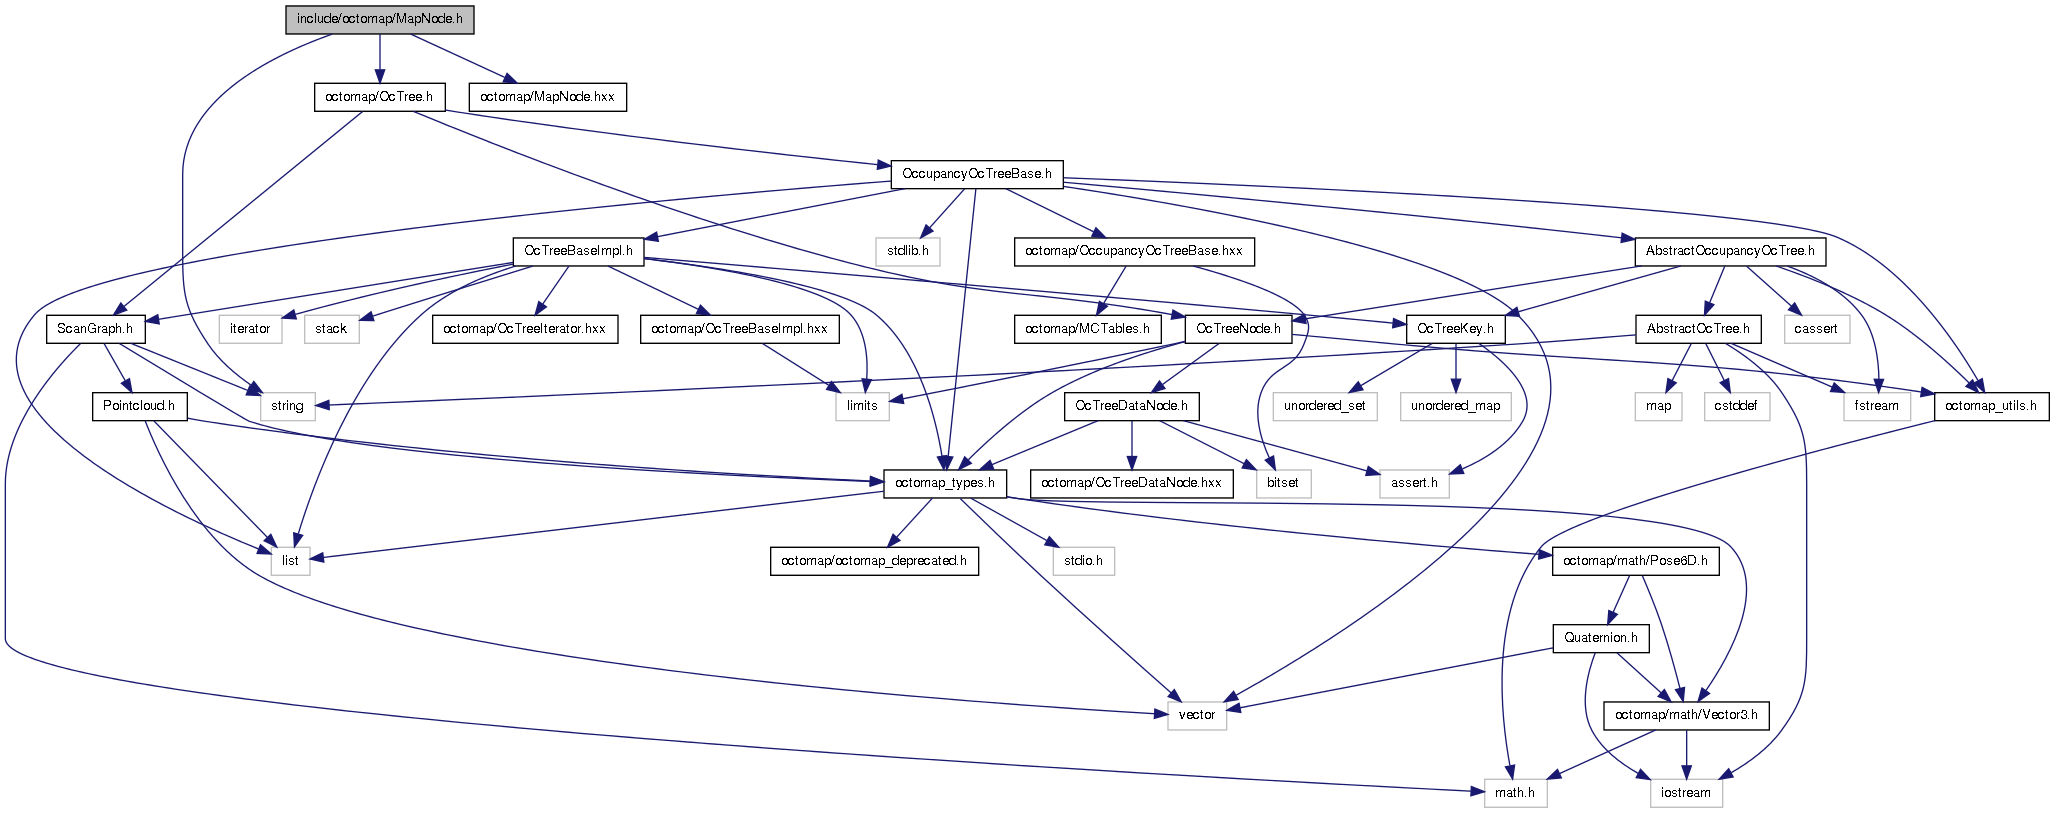 include/octomap/MapNode.h
octomap/OcTree.h
octomap/MapNode.hxx
OccupancyOcTreeBase.h
OcTreeBaseImpl.h
stdlib.h
octomap/OccupancyOcTreeBase.hxx
AbstractOccupancyOcTree.h
ScanGraph.h
iterator
stack
octomap/OcTreeIterator.hxx
octomap/OcTreeBaseImpl.hxx
octomap/MCTables.h
OcTreeNode.h
OcTreeKey.h
AbstractOcTree.h
cassert
Pointcloud.h
string
limits
OcTreeDataNode.h
unordered_set
unordered_map
map
cstddef
fstream
octomap_utils.h
octomap_types.h
octomap/OcTreeDataNode.hxx
bitset
assert.h
list
octomap/octomap_deprecated.h
stdio.h
octomap/math/Pose6D.h
Quaternion.h
vector
octomap/math/Vector3.h
math.h
iostream